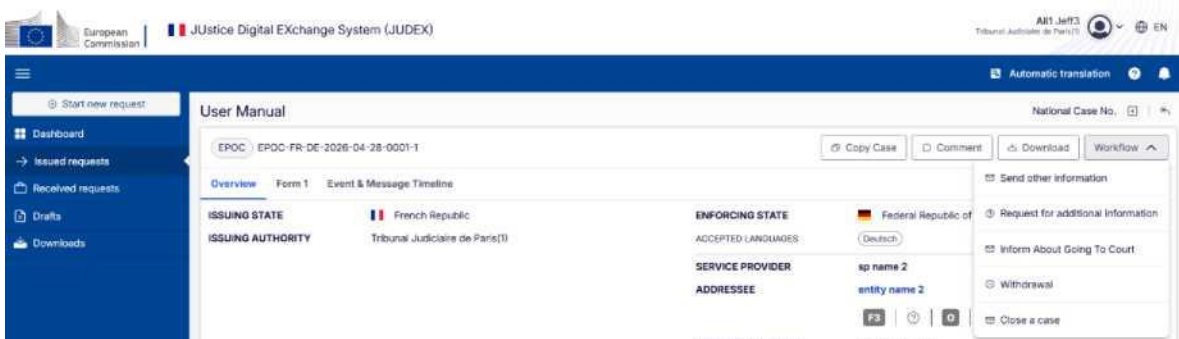 European Commission
JUstice Digital EXchange System (JUDEX)
Ali1 Jeff3
Tribunal Judiciaire de Paris(1)
EN
Automatic translation
Start new request
Dashboard
Issued requests
Received requests
Drafts
Downloads
User Manual
National Case No.
EPOC EPOC-FR-DE-2026-04-28-0001-1
Copy Case
Comment
Download
Workflow
Overview Form 1 Event & Message Timeline
Send other information
Request for additional Information
Inform About Going To Court
Withdrawal
Close a case
ISSUING STATE French Republic
ISSUING AUTHORITY Tribunal Judiciaire de Paris(1)
ENFORCING STATE Federal Republic of
ACCEPTED LANGUAGES Deutsch
SERVICE PROVIDER sp name 2
ADDRESSEE entity name 2
F3 O